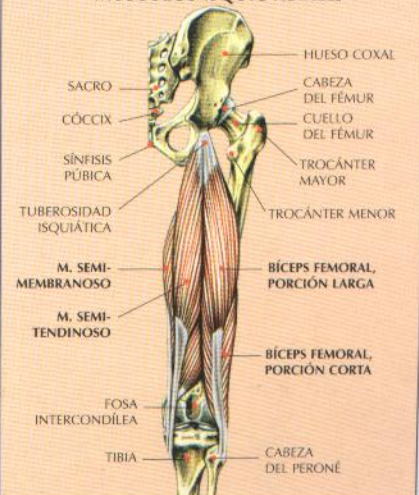 HUESO COXAL
SACRO
CABEZA
DEL FÉMUR
CÓCCIX
CUELLO
DEL FÉMUR
SÍNFISIS
PÚBICA
TROCÁNTER
MAYOR
TUBEROSIDAD
ISQUIÁTICA
TROCÁNTER MENOR
M. SEMI-
MEMBRANOSO
BÍCEPS FEMORAL,
PORCIÓN LARGA
M. SEMI-
TENDINOSO
BÍCEPS FEMORAL,
PORCIÓN CORTA
FOSA
INTERCONDÍLEA
TIBIA
CABEZA
DEL PERONÉ